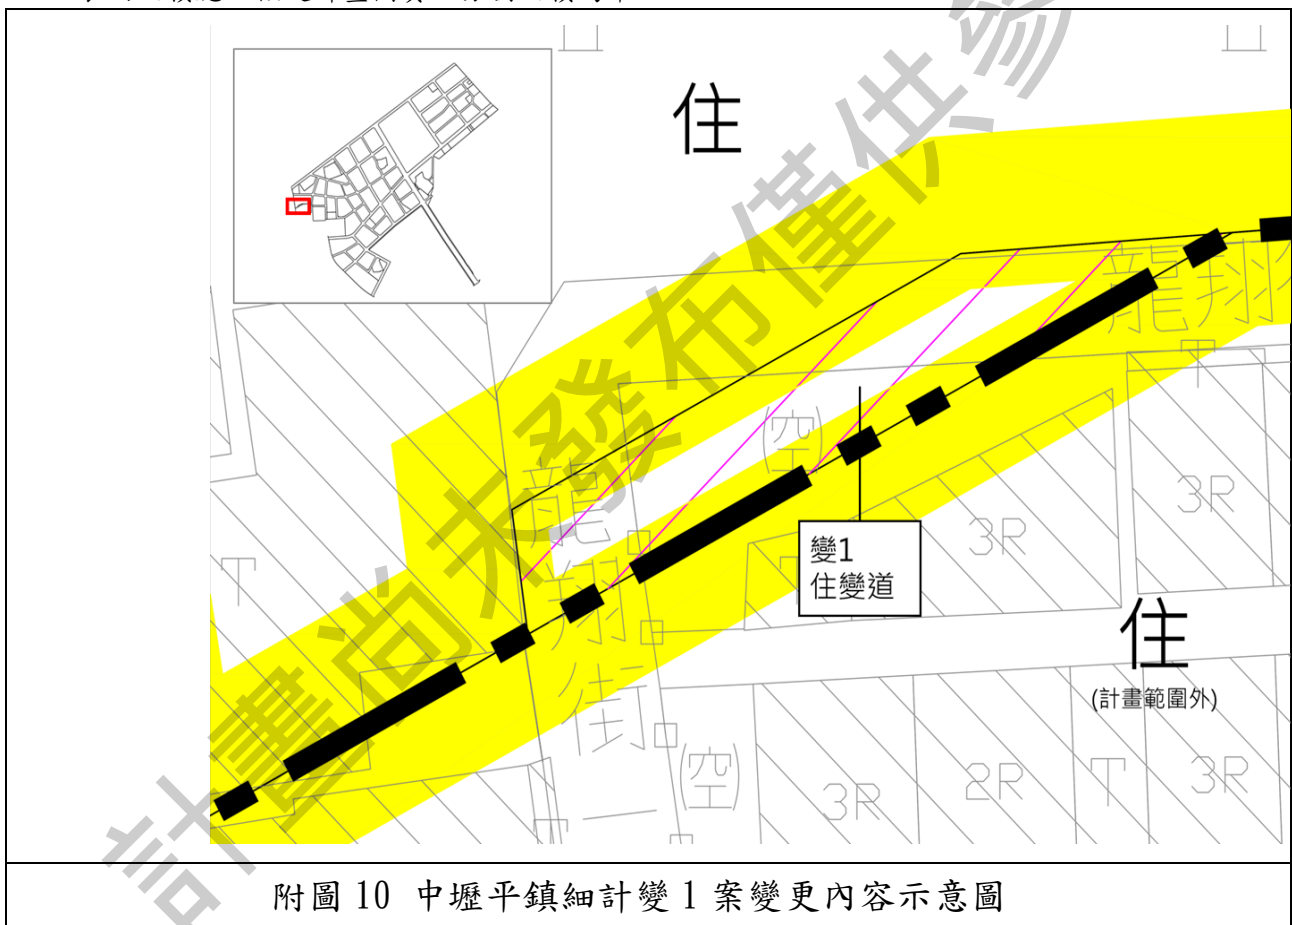 住
龍翔
(空)
T
3R
龍翔街
3R
T
變1
住變道
住
(計畫範圍外)
(空)
3R
2R
T
3R
T
計畫尚未發布僅供參
附圖 10 中壢平鎮細計變 1 案變更內容示意圖